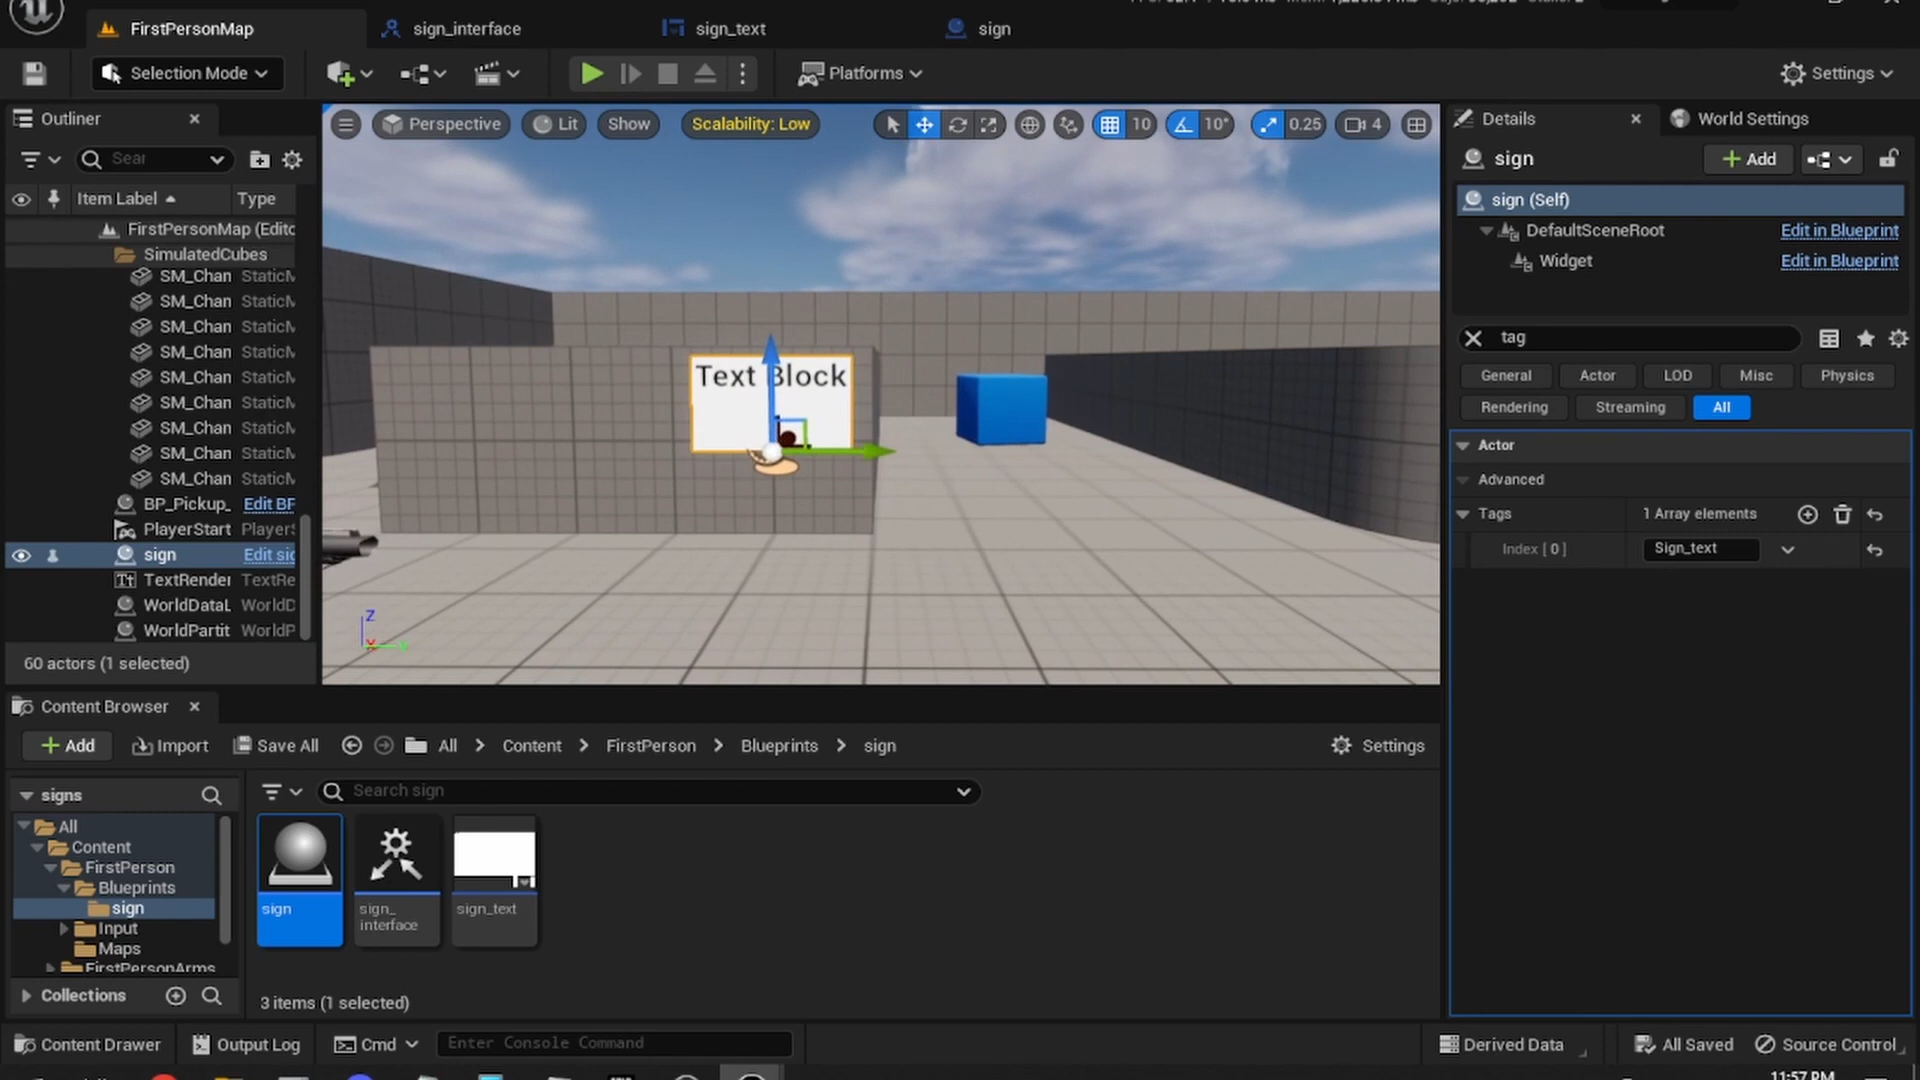 FirstPersonMap
sign_interface
sign_text
sign
Selection Mode
Platforms
Settings
Outliner
Sear
Item Label
Type
FirstPersonMap (Editc
SimulatedCubes
SM_Chan StaticM
SM_Chan StaticM
SM_Chan StaticM
SM_Chan StaticM
SM_Chan StaticM
SM_Chan StaticM
SM_Chan StaticM
SM_Chan StaticM
SM_Chan StaticM
BP_Pickup_ Edit BP
PlayerStart PlayerS
sign Edit sig
TextRender TextRe
WorldDataL WorldD
WorldPartit WorldP
60 actors (1 selected)
Perspective
Lit
Show
Scalability: Low
10
10°
0.25
4
Text Block
Z
Details
World Settings
sign
+ Add
sign (Self)
DefaultSceneRoot Edit in Blueprint
Widget Edit in Blueprint
tag
General
Actor
LOD
Misc
Physics
Rendering
Streaming
All
Actor
Advanced
Tags 1 Array elements
Index [ 0 ] Sign_text
Content Browser
+ Add
Import
Save All
All > Content > FirstPerson > Blueprints > sign
Settings
signs
Search sign
All
Content
FirstPerson
Blueprints
sign
Input
Maps
FirstPersonArms
Collections
sign
sign_
interface
sign_text
3 items (1 selected)
Content Drawer
Output Log
Cmd
Enter Console Command
Derived Data
All Saved
Source Control
11:57 PM